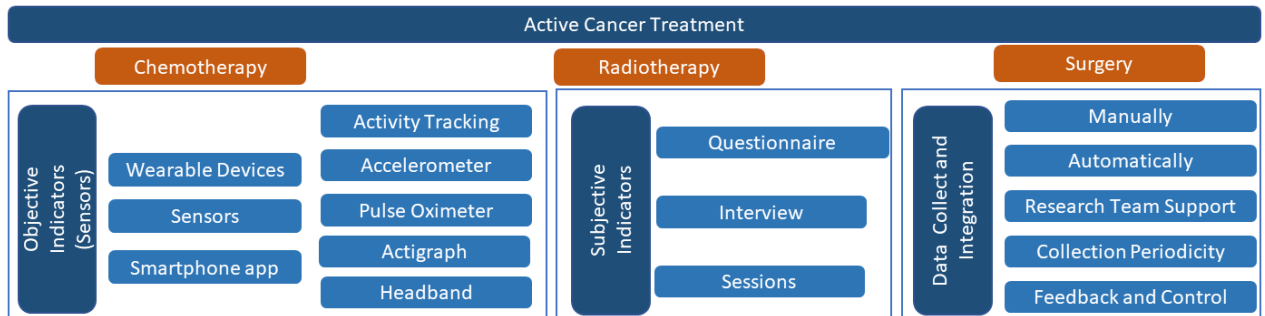 Active Cancer Treatment
Chemotherapy
Radiotherapy
Surgery
Objective
Indicators
(Sensors)
Wearable Devices
Sensors
Smartphone app
Activity Tracking
Accelerometer
Pulse Oximeter
Actigraph
Headband
Subjective
Indicators
Questionnaire
Interview
Sessions
Data Collect and
Integration
Manually
Automatically
Research Team Support
Collection Periodicity
Feedback and Control